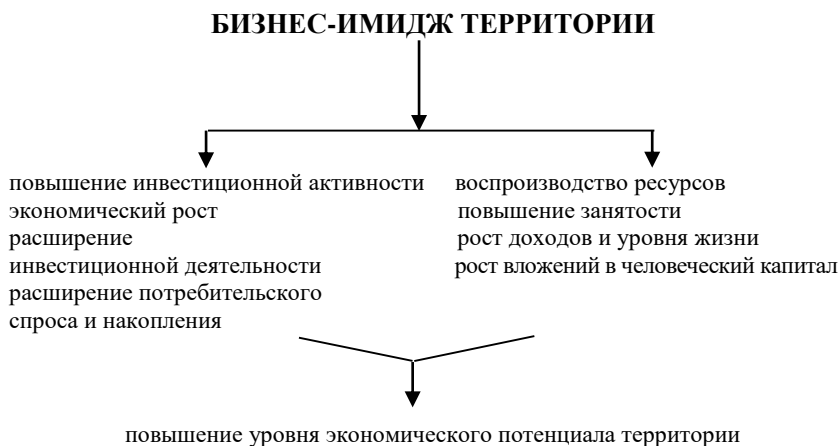 БИЗНЕС-ИМИДЖ ТЕРРИТОРИИ
повышение инвестиционной активности
экономический рост
расширение
инвестиционной деятельности
расширение потребительского
спроса и накопления
воспроизводство ресурсов
повышение занятости
рост доходов и уровня жизни
рост вложений в человеческий капитал
повышение уровня экономического потенциала территории